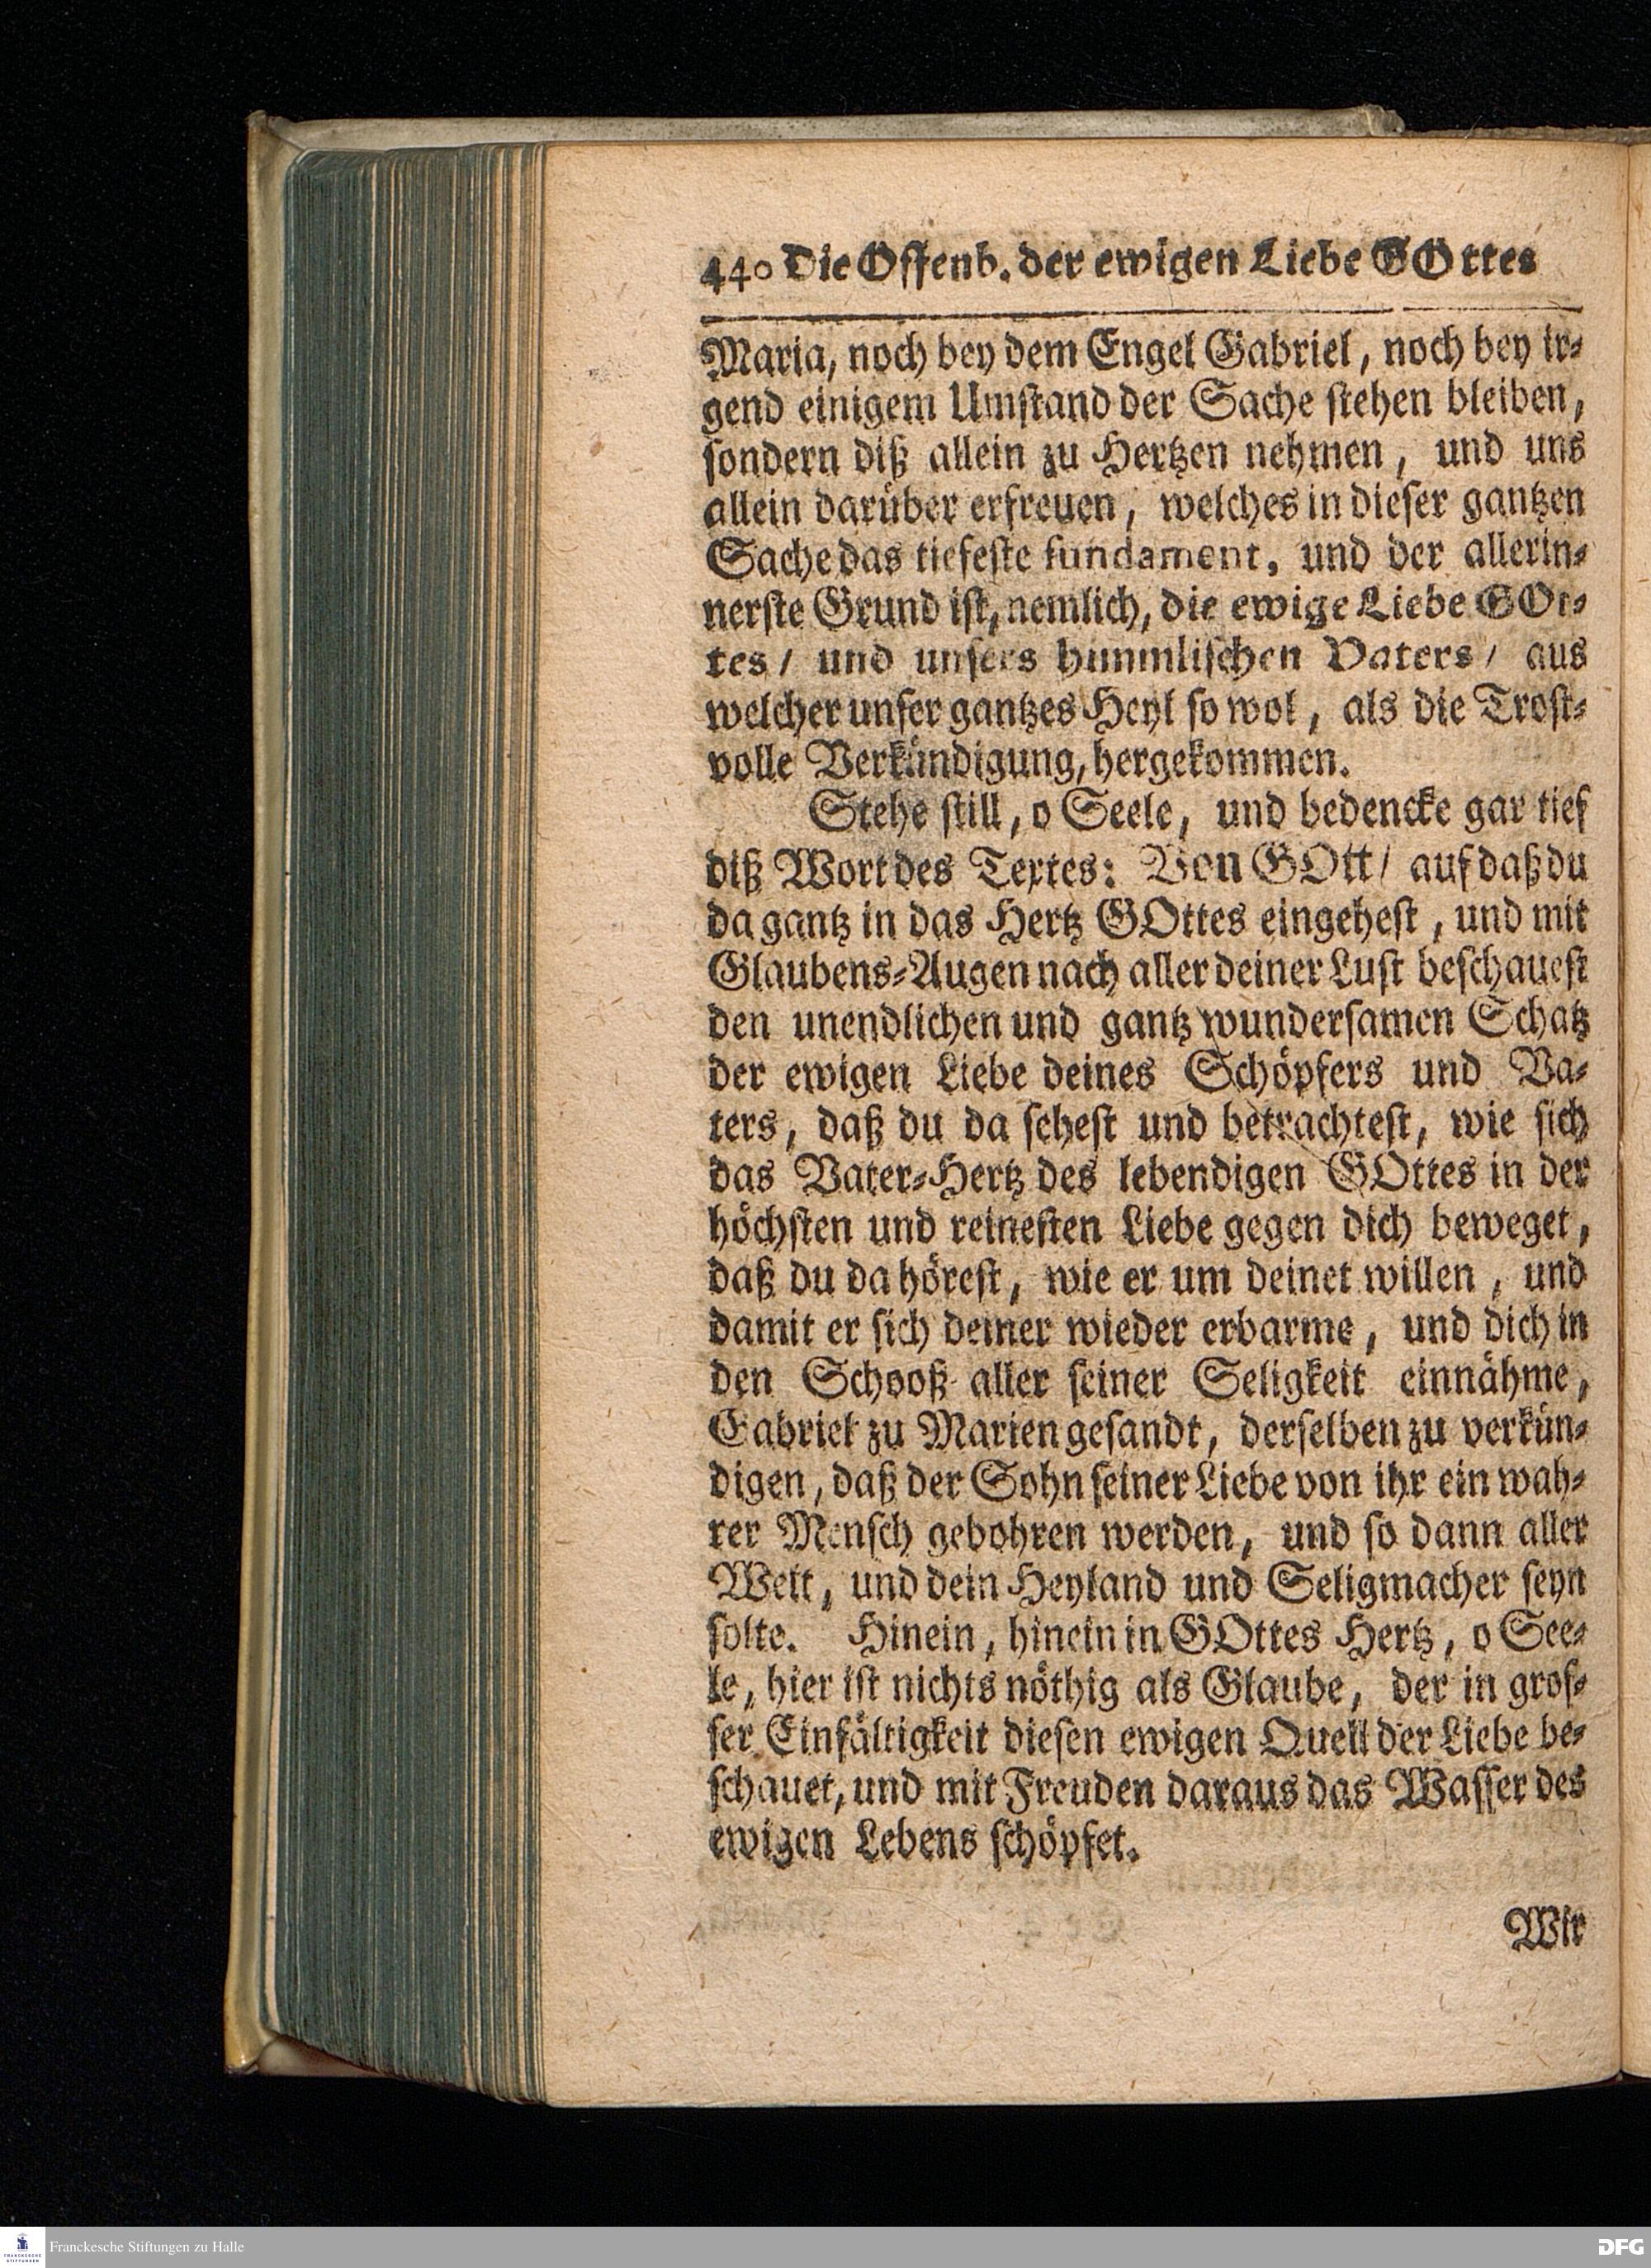 440 Die Offenb. der ewigen Liebe GOttes
Maria, noch bey dem Engel Gabriel, noch bey ir⸗
gend einigem Umſtand der Sache ſtehen bleiben,
ſondern diß allein zu Hertzen nehmen, und uns
allein darüber erfreuen, welches in dieſer gantzen
Sache das tiefeſte fundament, und der allerin⸗
nerſte Grund iſt, nemlich, die ewige Liebe GOt⸗
tes/ und unſers himmliſchen Vaters/ aus
welcher unſer gantzes Heyl ſo wol, als die Troſt⸗
volle Verkündigung, hergekommen.
Stehe ſtill, o Seele, und bedencke gar tief
diß Wort des Textes: Von GOtt/ auf daß du
da gantz in das Hertz GOttes eingeheſt, und mit
Glaubens⸗Augen nach aller deiner Luſt beſchaueſt
den unendlichen und gantz wunderſamen Schatz
der ewigen Liebe deines Schöpfers und Va⸗
ters, daß du da ſeheſt und betrachteſt, wie ſich
das Vater⸗Hertz des lebendigen GOttes in der
höchſten und reineſten Liebe gegen dich beweget,
daß du da höreſt, wie er um deinet willen, und
damit er ſich deiner wieder erbarme, und dich in
den Schooß aller ſeiner Seligkeit einnähme,
Gabriel zu Marien geſandt, derſelben zu verkün⸗
digen, daß der Sohn ſeiner Liebe von ihr ein wah⸗
rer Menſch gebohren werden, und ſo dann aller
Welt, und dein Heyland und Seligmacher ſeyn
ſolte. Hinein, hinein in GOttes Hertz, o See⸗
le, hier iſt nichts nöthig als Glaube, der in groſ⸗
ſer Einfältigkeit dieſen ewigen Quell der Liebe be⸗
ſchauet, und mit Freuden daraus das Waſſer des
ewigen Lebens ſchöpfet.
Wir
Franckesche Stiftungen zu Halle
DFG